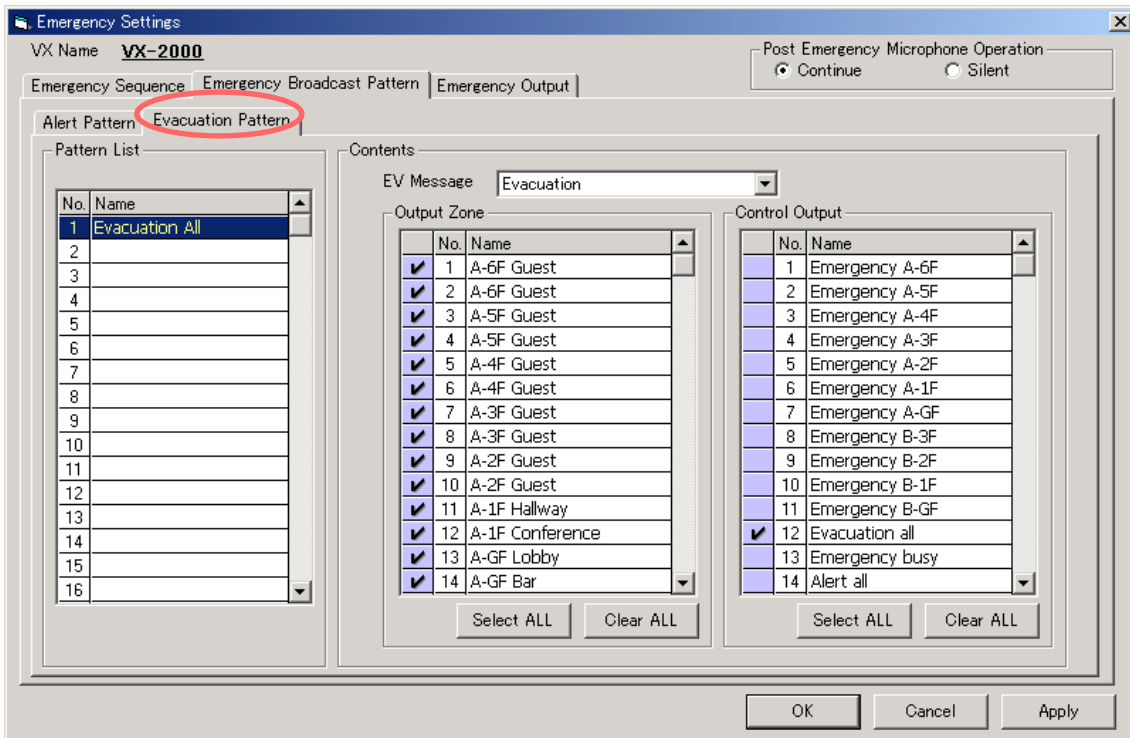 Emergency Settings
VX Name VX-2000
Post Emergency Microphone Operation
Continue Silent
Emergency Sequence Emergency Broadcast Pattern Emergency Output
Alert Pattern Evacuation Pattern
Pattern List
No. Name
1 Evacuation All
2
3
4
5
6
7
8
9
10
11
12
13
14
15
16
Contents
EV Message Evacuation
Output Zone
No. Name
1 A-6F Guest
2 A-6F Guest
3 A-5F Guest
4 A-5F Guest
5 A-4F Guest
6 A-4F Guest
7 A-3F Guest
8 A-3F Guest
9 A-2F Guest
10 A-2F Guest
11 A-1F Hallway
12 A-1F Conference
13 A-GF Lobby
14 A-GF Bar
Select ALL Clear ALL
Control Output
No. Name
1 Emergency A-6F
2 Emergency A-5F
3 Emergency A-4F
4 Emergency A-3F
5 Emergency A-2F
6 Emergency A-1F
7 Emergency A-GF
8 Emergency B-3F
9 Emergency B-2F
10 Emergency B-1F
11 Emergency B-GF
12 Evacuation all
13 Emergency busy
14 Alert all
Select ALL Clear ALL
OK Cancel Apply